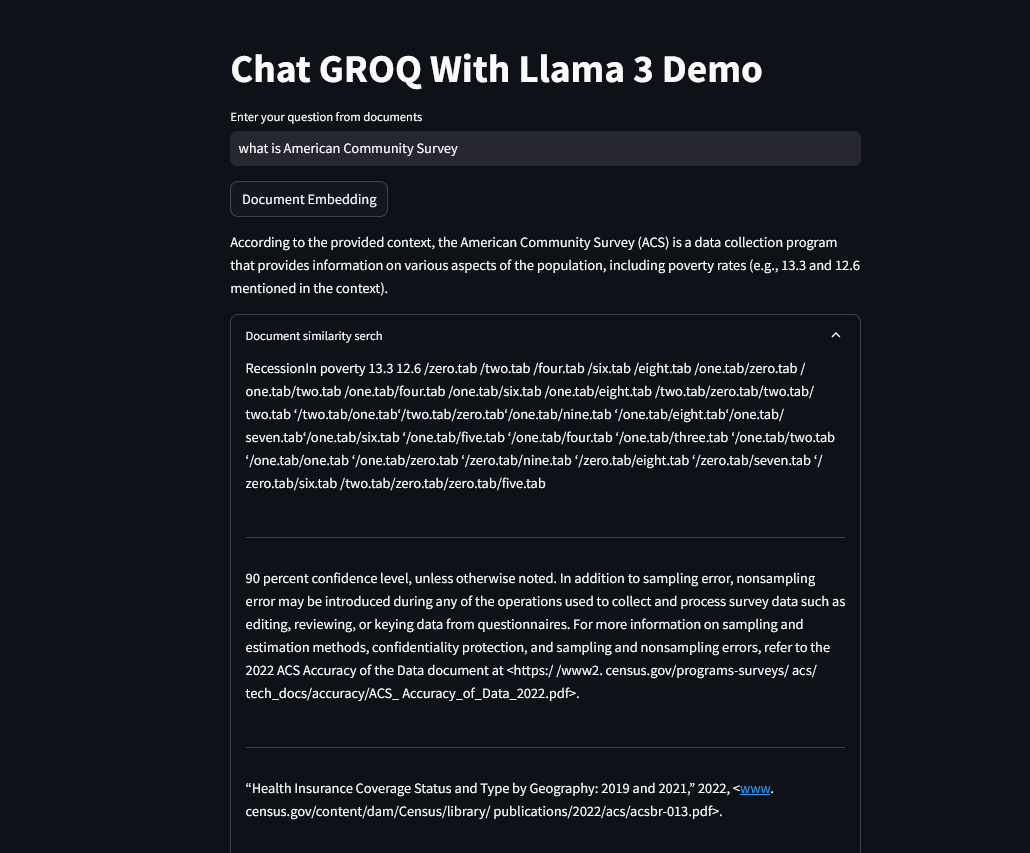 Chat GROQ With Llama 3 Demo
Enter your question from documents
what is American Community Survey
Document Embedding
According to the provided context, the American Community Survey (ACS) is a data collection program
that provides information on various aspects of the population, including poverty rates (e.g., 13.3 and 12.6
mentioned in the context).
Document similarity serch
RecessionIn poverty 13.3 12.6 /zero.tab /two.tab /four.tab /six.tab /eight.tab /one.tab/zero.tab /
one.tab/two.tab /one.tab/four.tab /one.tab/six.tab /one.tab/eight.tab /two.tab/zero.tab/two.tab/
two.tab ‘/two.tab/one.tab‘/two.tab/zero.tab‘/one.tab/nine.tab ‘/one.tab/eight.tab‘/one.tab/
seven.tab‘/one.tab/six.tab ‘/one.tab/five.tab ‘/one.tab/four.tab ‘/one.tab/three.tab ‘/one.tab/two.tab
‘/one.tab/one.tab ‘/one.tab/zero.tab ‘/zero.tab/nine.tab ‘/zero.tab/eight.tab ‘/zero.tab/seven.tab ‘/
zero.tab/six.tab /two.tab/zero.tab/zero.tab/five.tab
90 percent confidence level, unless otherwise noted. In addition to sampling error, nonsampling
error may be introduced during any of the operations used to collect and process survey data such as
editing, reviewing, or keying data from questionnaires. For more information on sampling and
estimation methods, confidentiality protection, and sampling and nonsampling errors, refer to the
2022 ACS Accuracy of the Data document at <https:/ /www2. census.gov/programs-surveys/ acs/
tech_docs/accuracy/ACS_ Accuracy_of_Data_2022.pdf>.
“Health Insurance Coverage Status and Type by Geography: 2019 and 2021,” 2022, <www.
census.gov/content/dam/Census/library/ publications/2022/acs/acsbr-013.pdf>.